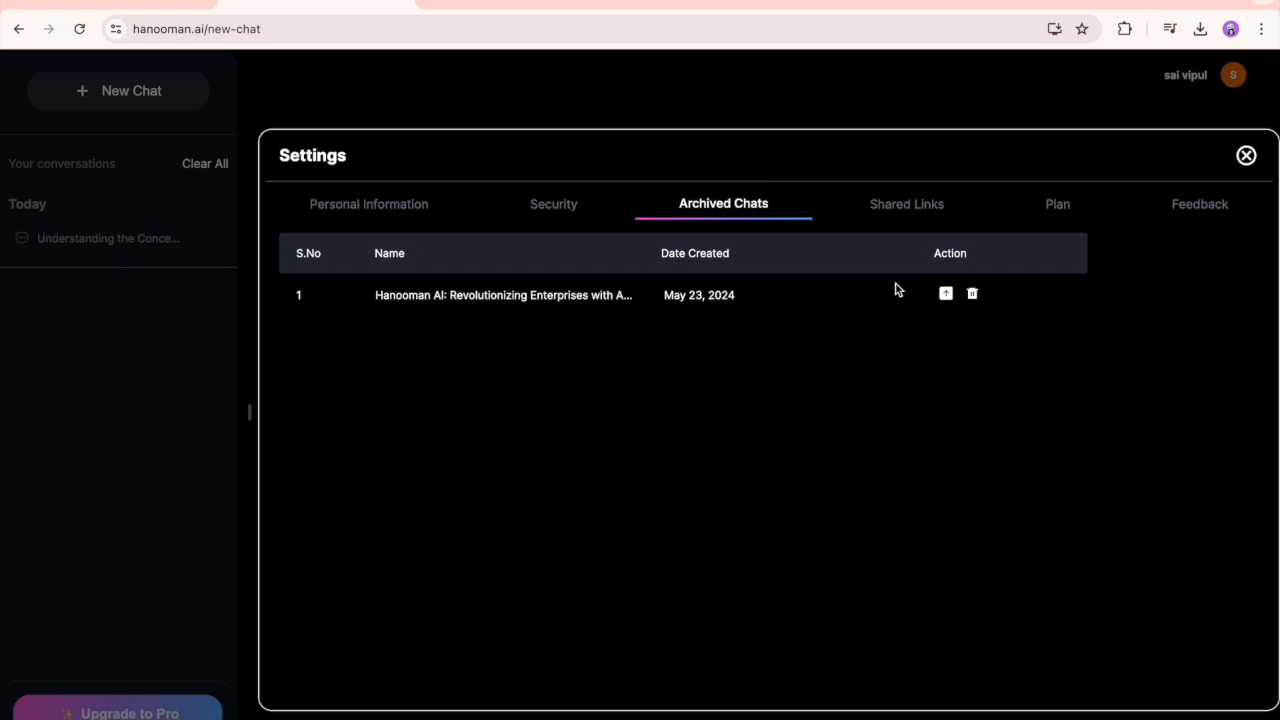 hanooman.ai/new-chat
sai vipul S
+ New Chat
Your conversations Clear All
Today
Understanding the Conce...
Settings
Personal Information Security Archived Chats Shared Links Plan Feedback
S.No Name Date Created Action
1 Hanooman AI: Revolutionizing Enterprises with A... May 23, 2024
Upgrade to Pro